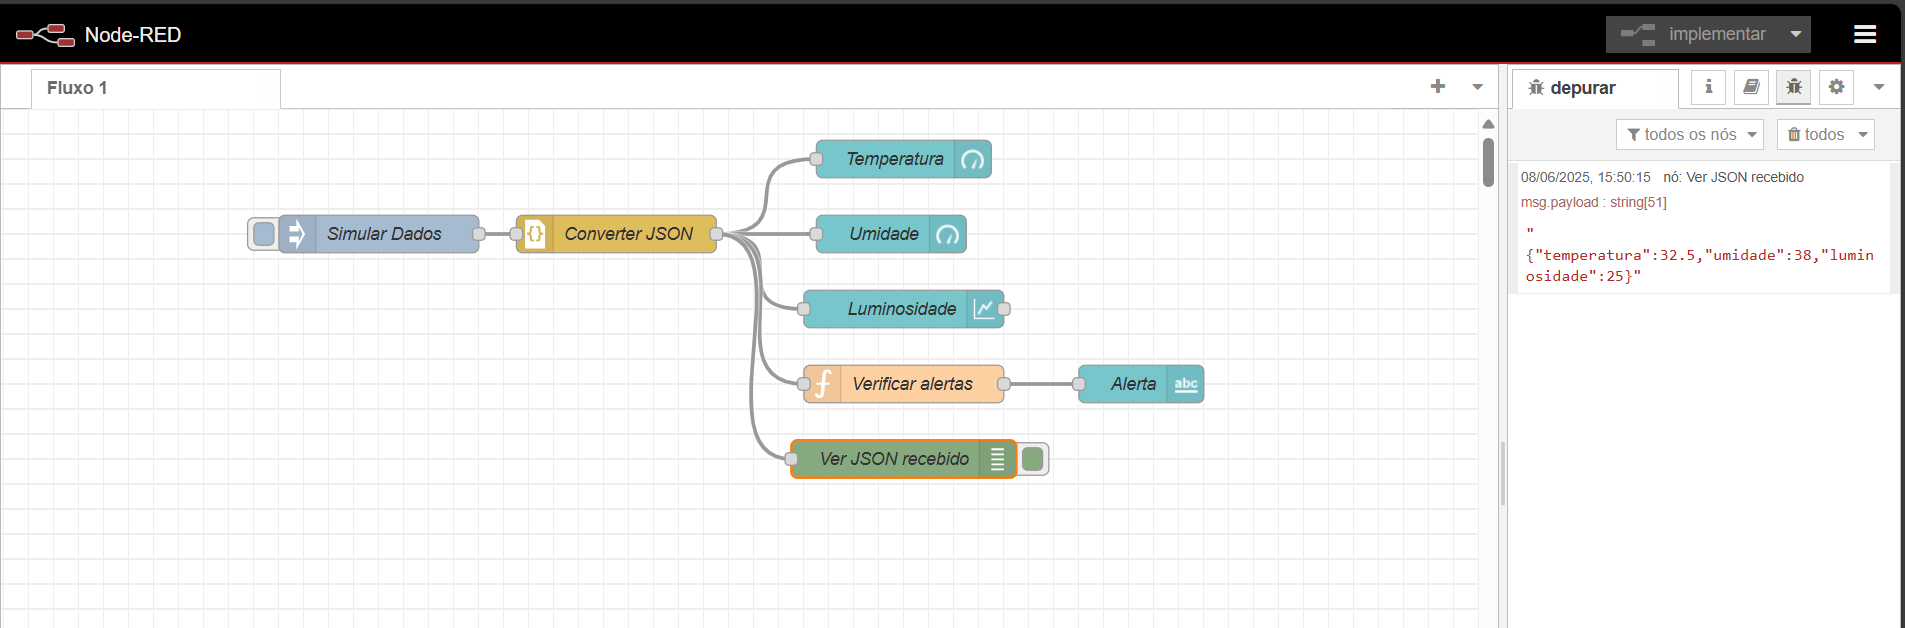 Node-RED
implementar
Fluxo 1
depurar
todos os nós
todos
08/06/2025, 15:50:15 nó: Ver JSON recebido
msg.payload : string[51]
"
{"temperatura":32.5,"umidade":38,"lumin
osidade":25}"
Temperatura
Simular Dados
Converter JSON
Umidade
Luminosidade
Verificar alertas
Alerta
abc
Ver JSON recebido